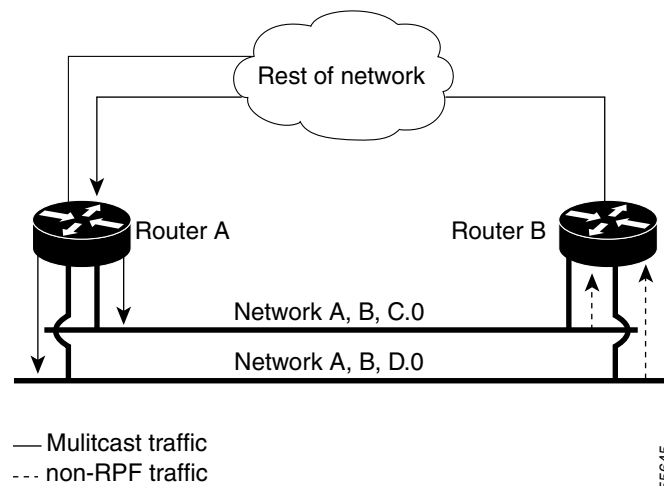 Rest of network
Router A
Router B
Network A, B, C.0
Network A, B, D.0
Mulitcast traffic
non-RPF traffic